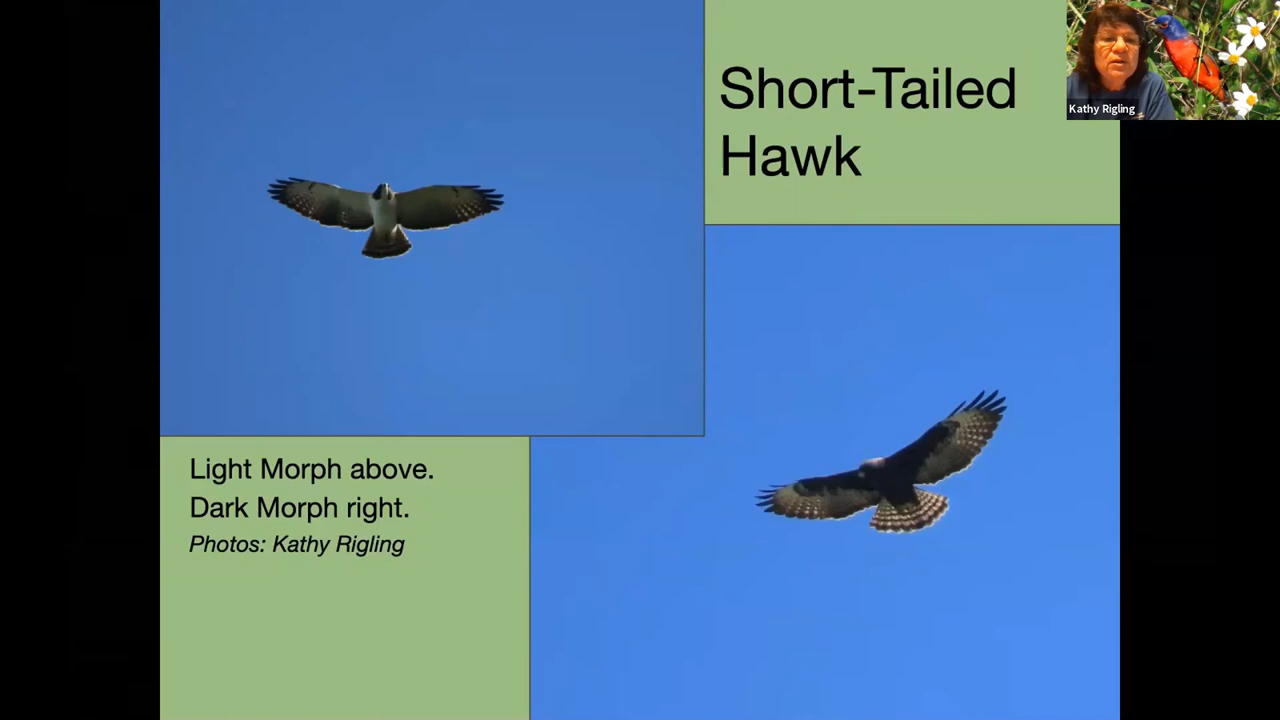 Short-Tailed
Hawk
Kathy Rigling
Light Morph above.
Dark Morph right.
Photos: Kathy Rigling